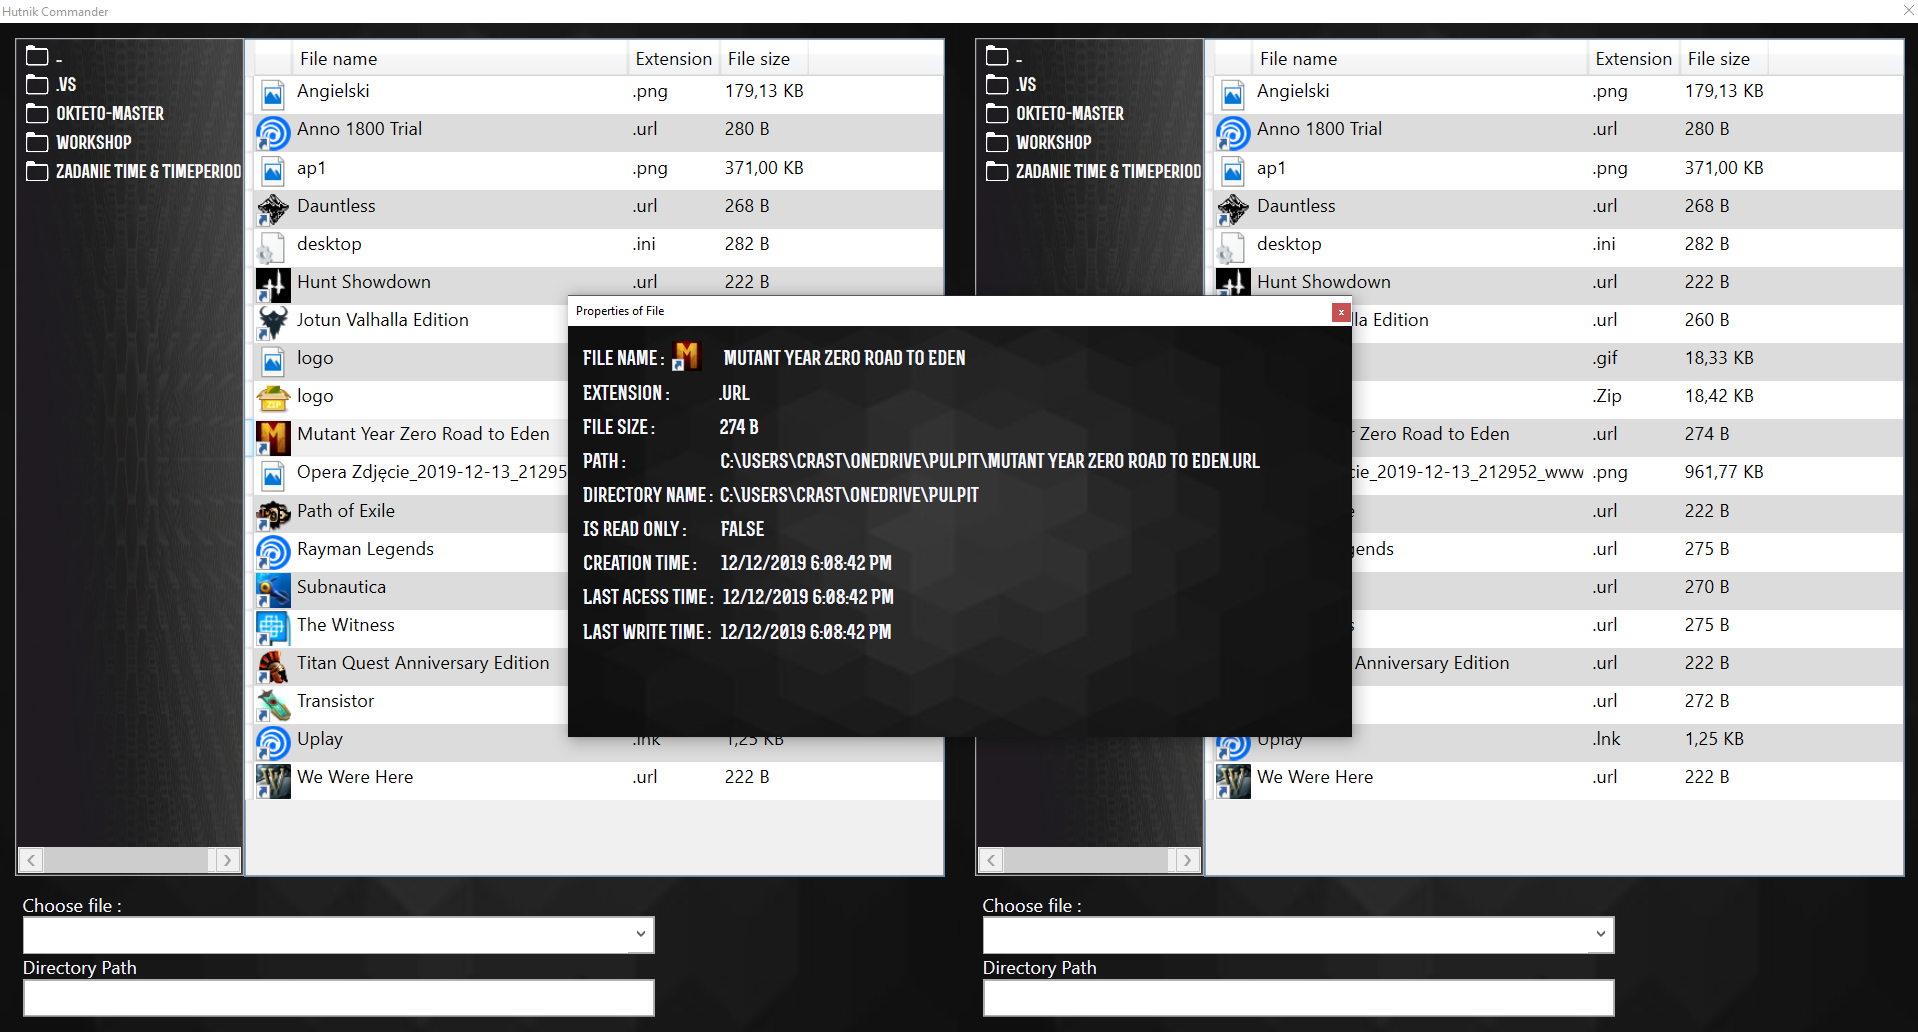 Hutnik Commander
_
.VS
OKTETO-MASTER
WORKSHOP
ZADANIE TIME & TIMEPERIOD
File name Extension File size
Angielski .png 179,13 KB
Anno 1800 Trial .url 280 B
ap1 .png 371,00 KB
Dauntless .url 268 B
desktop .ini 282 B
Hunt Showdown .url 222 B
Jotun Valhalla Edition
logo
logo
Mutant Year Zero Road to Eden
Opera Zdjęcie_2019-12-13_21295
Path of Exile
Rayman Legends
Subnautica
The Witness
Titan Quest Anniversary Edition
Transistor
Uplay .lnk 1,25 KB
We Were Here .url 222 B
Choose file :
Directory Path
Properties of File
x
FILE NAME : MUTANT YEAR ZERO ROAD TO EDEN
EXTENSION : .URL
FILE SIZE : 274 B
PATH : C:\USERS\CRAST\ONEDRIVE\PULPIT\MUTANT YEAR ZERO ROAD TO EDEN.URL
DIRECTORY NAME : C:\USERS\CRAST\ONEDRIVE\PULPIT
IS READ ONLY : FALSE
CREATION TIME : 12/12/2019 6:08:42 PM
LAST ACESS TIME : 12/12/2019 6:08:42 PM
LAST WRITE TIME : 12/12/2019 6:08:42 PM
_
.VS
OKTETO-MASTER
WORKSHOP
ZADANIE TIME & TIMEPERIOD
File name Extension File size
Angielski .png 179,13 KB
Anno 1800 Trial .url 280 B
ap1 .png 371,00 KB
Dauntless .url 268 B
desktop .ini 282 B
Hunt Showdown .url 222 B
lla Edition .url 260 B
.gif 18,33 KB
.Zip 18,42 KB
r Zero Road to Eden .url 274 B
cie_2019-12-13_212952_www .png 961,77 KB
e .url 222 B
gends .url 275 B
.url 270 B
s .url 275 B
Anniversary Edition .url 222 B
.url 272 B
Uplay .lnk 1,25 KB
We Were Here .url 222 B
Choose file :
Directory Path